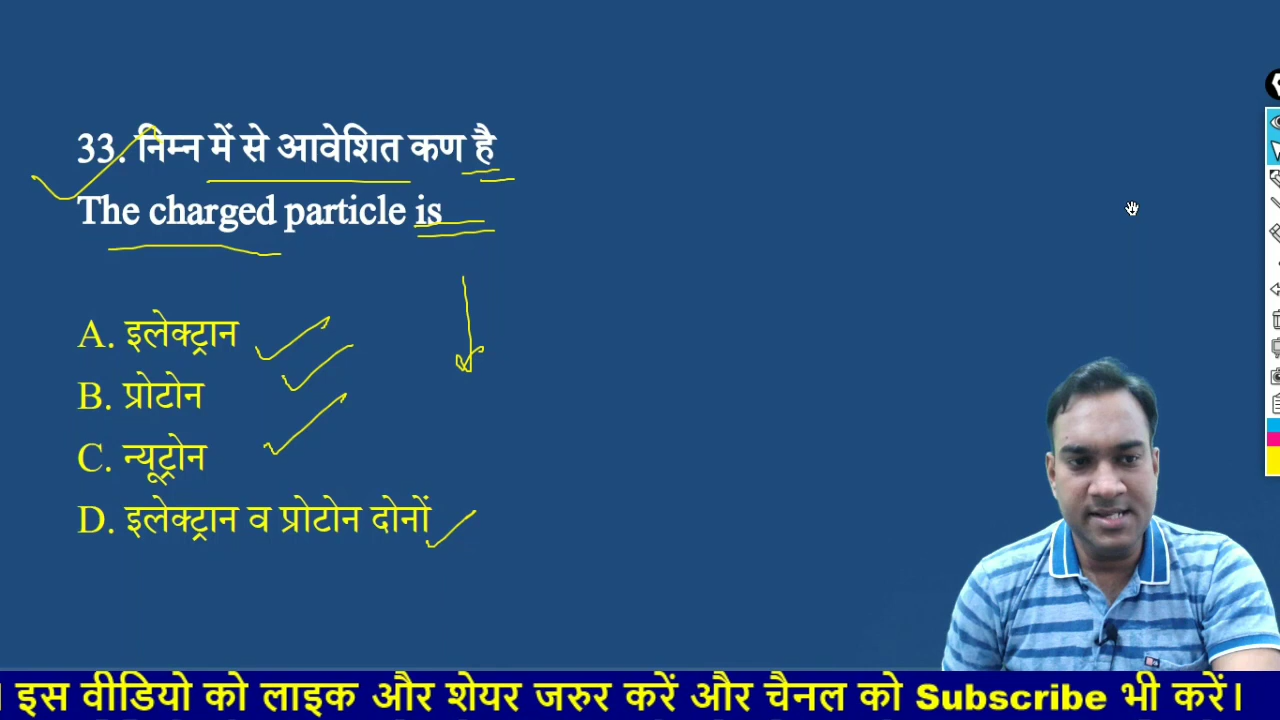 33. निम्न में से आवेशित कण है
The charged particle is
A. इलेक्ट्रान
B. प्रोटोन
C. न्यूट्रोन
D. इलेक्ट्रान व प्रोटोन दोनों
। इस वीडियो को लाइक और शेयर जरुर करें और चैनल को Subscribe भी करें।